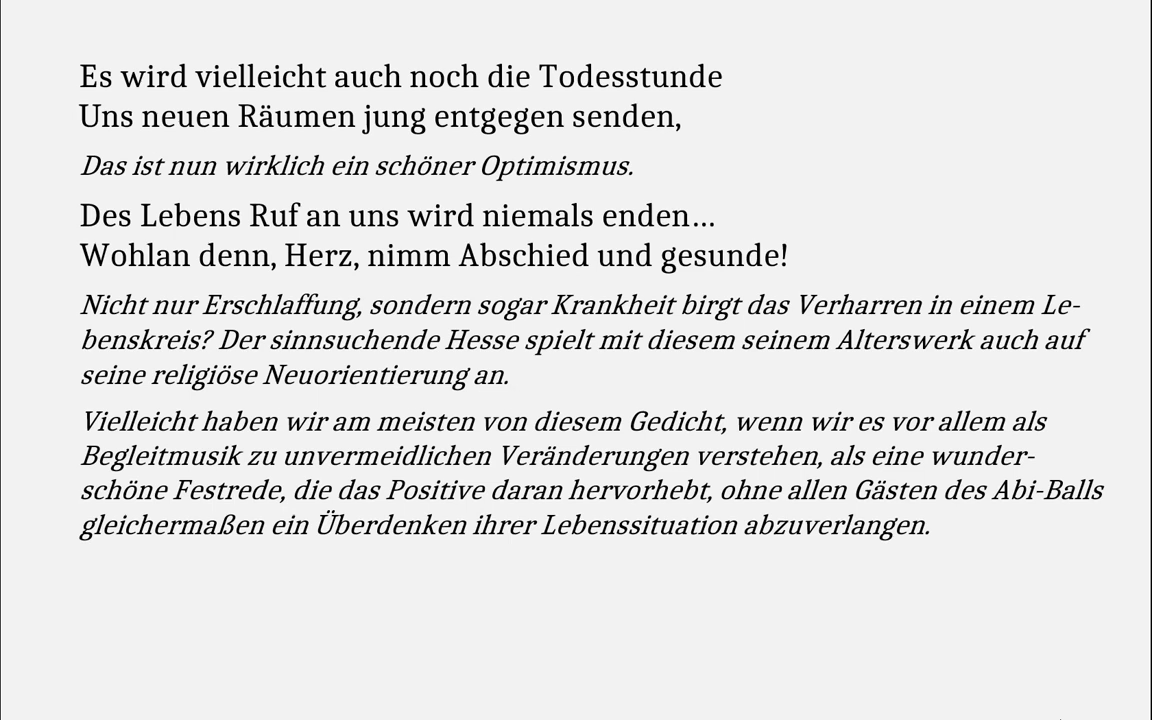 Es wird vielleicht auch noch die Todesstunde
Uns neuen Räumen jung entgegen senden,
Das ist nun wirklich ein schöner Optimismus.
Des Lebens Ruf an uns wird niemals enden...
Wohlan denn, Herz, nimm Abschied und gesunde!
Nicht nur Erschlaffung, sondern sogar Krankheit birgt das Verharren in einem Le-
benskreis? Der sinnsuchende Hesse spielt mit diesem seinem Alterswerk auch auf
seine religiöse Neuorientierung an.
Vielleicht haben wir am meisten von diesem Gedicht, wenn wir es vor allem als
Begleitmusik zu unvermeidlichen Veränderungen verstehen, als eine wunder-
schöne Festrede, die das Positive daran hervorhebt, ohne allen Gästen des Abi-Balls
gleichermaßen ein Überdenken ihrer Lebenssituation abzuverlangen.